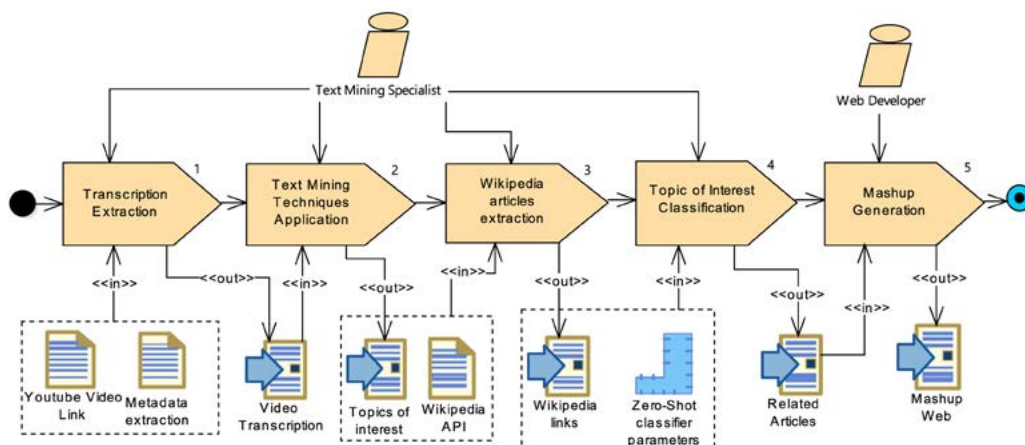 Text Mining Specialist
Web Developer
1
Transcription
Extraction
2
Text Mining
Techniques
Application
3
Wikipedia
articles
extraction
4
Topic of Interest
Classification
5
Mashup
Generation
<<in>>
<<out>>
<<in>>
<<out>>
<<in>>
<<out>>
<<in>>
<<out>>
<<in>>
<<out>>
Youtube Video
Link
Metadata
extraction
Video
Transcription
Topics of
interest
Wikipedia
API
Wikipedia
links
Zero-Shot
classifier
parameters
Related
Articles
Mashup
Web